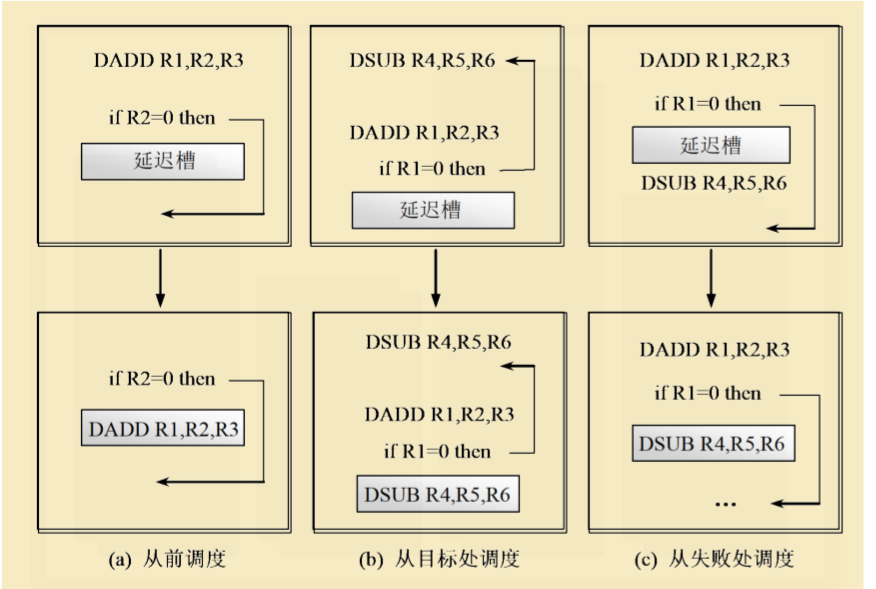 DADD R1,R2,R3
if R2=0 then
延迟槽
DSUB R4,R5,R6
DADD R1,R2,R3
if R1=0 then
延迟槽
DADD R1,R2,R3
if R1=0 then
延迟槽
DSUB R4,R5,R6
if R2=0 then
DADD R1,R2,R3
DSUB R4,R5,R6
DADD R1,R2,R3
if R1=0 then
DSUB R4,R5,R6
DADD R1,R2,R3
if R1=0 then
DSUB R4,R5,R6
...
(a) 从前调度
(b) 从目标处调度
(c) 从失败处调度